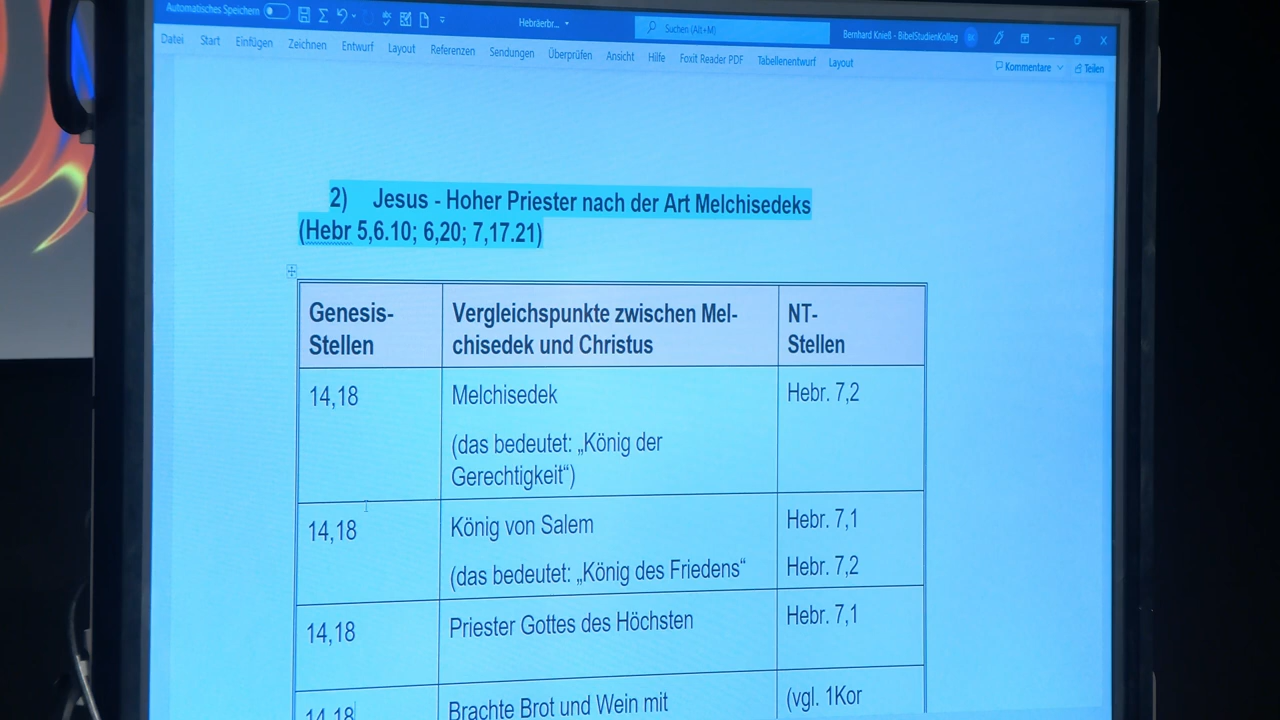 Automatisches Speichern
Hebräerbr...
Suchen (Alt+M)
Bernhard Knieß - BibelStudienKolleg
Datei Start Einfügen Zeichnen Entwurf Layout Referenzen Sendungen Überprüfen Ansicht Hilfe Foxit Reader PDF Tabellenentwurf Layout
Kommentare Teilen
2) Jesus - Hoher Priester nach der Art Melchisedeks
(Hebr 5,6.10; 6,20; 7,17.21)
Genesis-
Stellen
Vergleichspunkte zwischen Mel-
chisedek und Christus
NT-
Stellen
14,18
Melchisedek
(das bedeutet: „König der
Gerechtigkeit“)
Hebr. 7,2
14,18
König von Salem
(das bedeutet: „König des Friedens“
Hebr. 7,1
Hebr. 7,2
14,18
Priester Gottes des Höchsten
Hebr. 7,1
14,18
Brachte Brot und Wein mit
(vgl. 1Kor